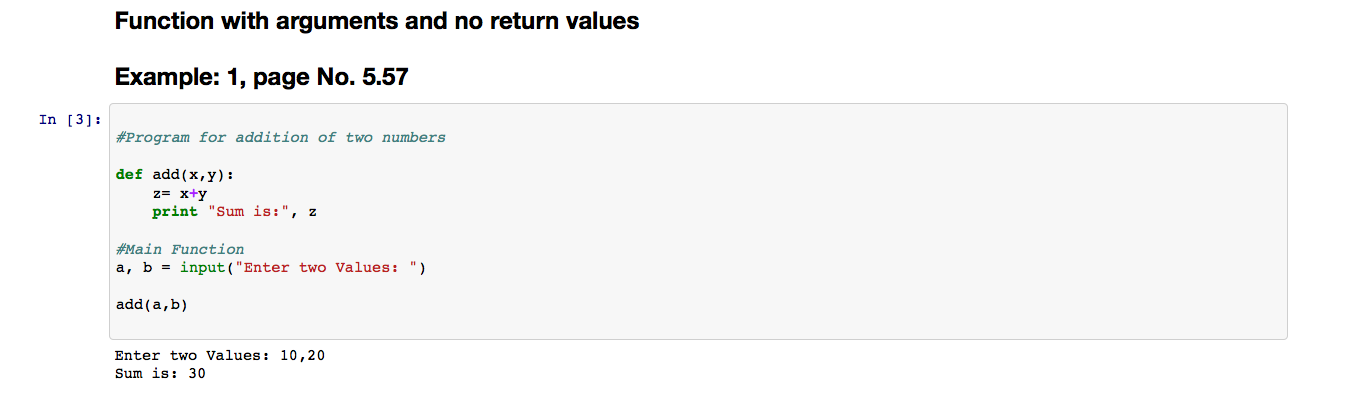 Function with arguments and no return values
Example: 1, page No. 5.57
In [3]:
#Program for addition of two numbers
def add(x,y):
    z= x+y
    print "Sum is:", z
#Main Function
a, b = input("Enter two Values: ")
add(a,b)
Enter two Values: 10,20
Sum is: 30